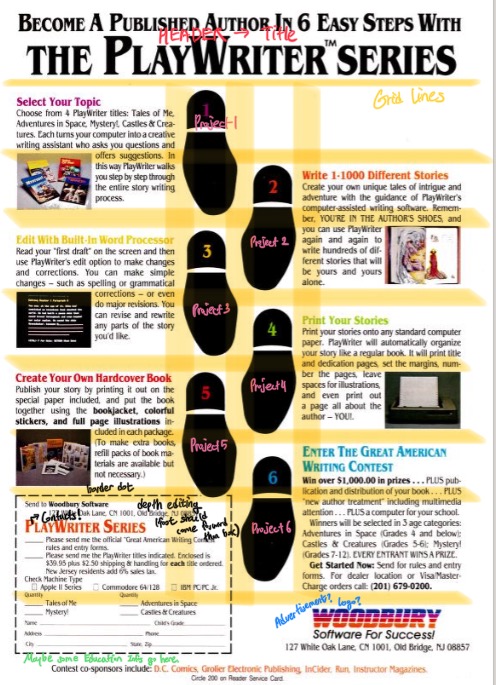 BECOME A PUBLISHED AUTHOR IN 6 EASY STEPS WITH
HEADER → Title
THE PLAYWRITER™ SERIES
Grid lines
Select Your Topic
Choose from 4 PlayWriter titles: Tales of Me,
Adventures in Space, Mystery!, Castles & Crea-
tures. Each turns your computer into a creative
writing assistant who asks you questions and
offers suggestions. In
this way PlayWriter walks
you step by step through
the entire story writing
process.
1
Project-1
2
Project 2
Write 1-1000 Different Stories
Create your own unique tales of intrigue and
adventure with the guidance of PlayWriter's
computer-assisted writing software. Remem-
ber, YOU'RE IN THE AUTHOR'S SHOES, and
you can use PlayWriter
again and again to
write hundreds of dif-
ferent stories that will
be yours and yours
alone.
Edit With Built-In Word Processor
Read your "first draft" on the screen and then
use PlayWriter's edit option to make changes
and corrections. You can make simple
changes – such as spelling or grammatical
corrections – or even
do major revisions. You
can revise and rewrite
any parts of the story
you'd like.
3
Project 3
4
Project 4
Print Your Stories
Print your stories onto any standard computer
paper. PlayWriter will automatically organize
your story like a regular book. It will print title
and dedication pages, set the margins, num-
ber the pages, leave
spaces for illustrations,
and even print out
a page all about the
author – YOU!.
Create Your Own Hardcover Book
Publish your story by printing it out on the
special paper included, and put the book
together using the bookjacket, colorful
stickers, and full page illustrations in-
cluded in each package.
(To make extra books,
refill packs of book ma-
terials are available but
not necessary.)
5
Project 5
6
Project 6
ENTER THE GREAT AMERICAN
WRITING CONTEST
Win over $1,000.00 in prizes . . . PLUS pub-
lication and distribution of your book . . . PLUS
"new author treatment" including multimedia
attention . . . PLUS a computer for your school.
Winners will be selected in 3 age categories:
Adventures in Space (Grades 4 and below);
Castles & Creatures (Grades 5-6); Mystery!
(Grades 7-12). EVERY ENTRANT WINS A PRIZE.
Get Started Now: Send for rules and entry
forms. For dealer location or Visa/Master-
Charge orders call: (201) 679-0200.
border dot
depth editing
(foot should
come forward
than box)
Send to Woodbury Software
127 White Oak Lane, CN 1001, Old Bridge, NJ
→ Contacts?
PLAYWRITER SERIES
Please send me the official "Great American Writing Contest
rules and entry forms.
Please send me the PlayWriter titles indicated. Enclosed is
$39.95 plus $2.50 shipping & handling for each title ordered.
New Jersey residents add 6% sales tax.
Check Machine Type
Apple II Series Commodore 64/128 IBM PC/PC Jr.
Quantity Quantity
Tales of Me Adventures in Space
Mystery! Castles & Creatures
Name Child's Grade
Address Phone
City State Zip
Advertisement? Logo?
WOODBURY
Software For Success!
127 White Oak Lane, CN 1001, Old Bridge, NJ 08857
Maybe some Education Info go here.
Contest co-sponsors include: D.C. Comics, Grolier Electronic Publishing, InCider, Run, Instructor Magazines.
Circle 200 on Reader Service Card.